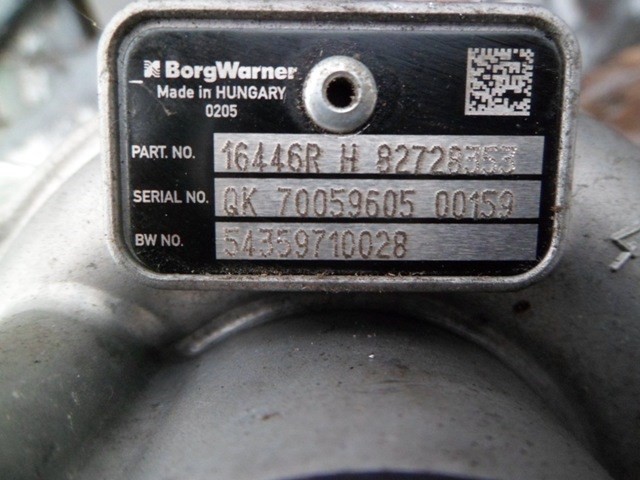 BorgWarner
Made in HUNGARY
0205
PART. NO. 16446R H 82728353
SERIAL NO. QK 70059605 00159
BW NO. 54359710028